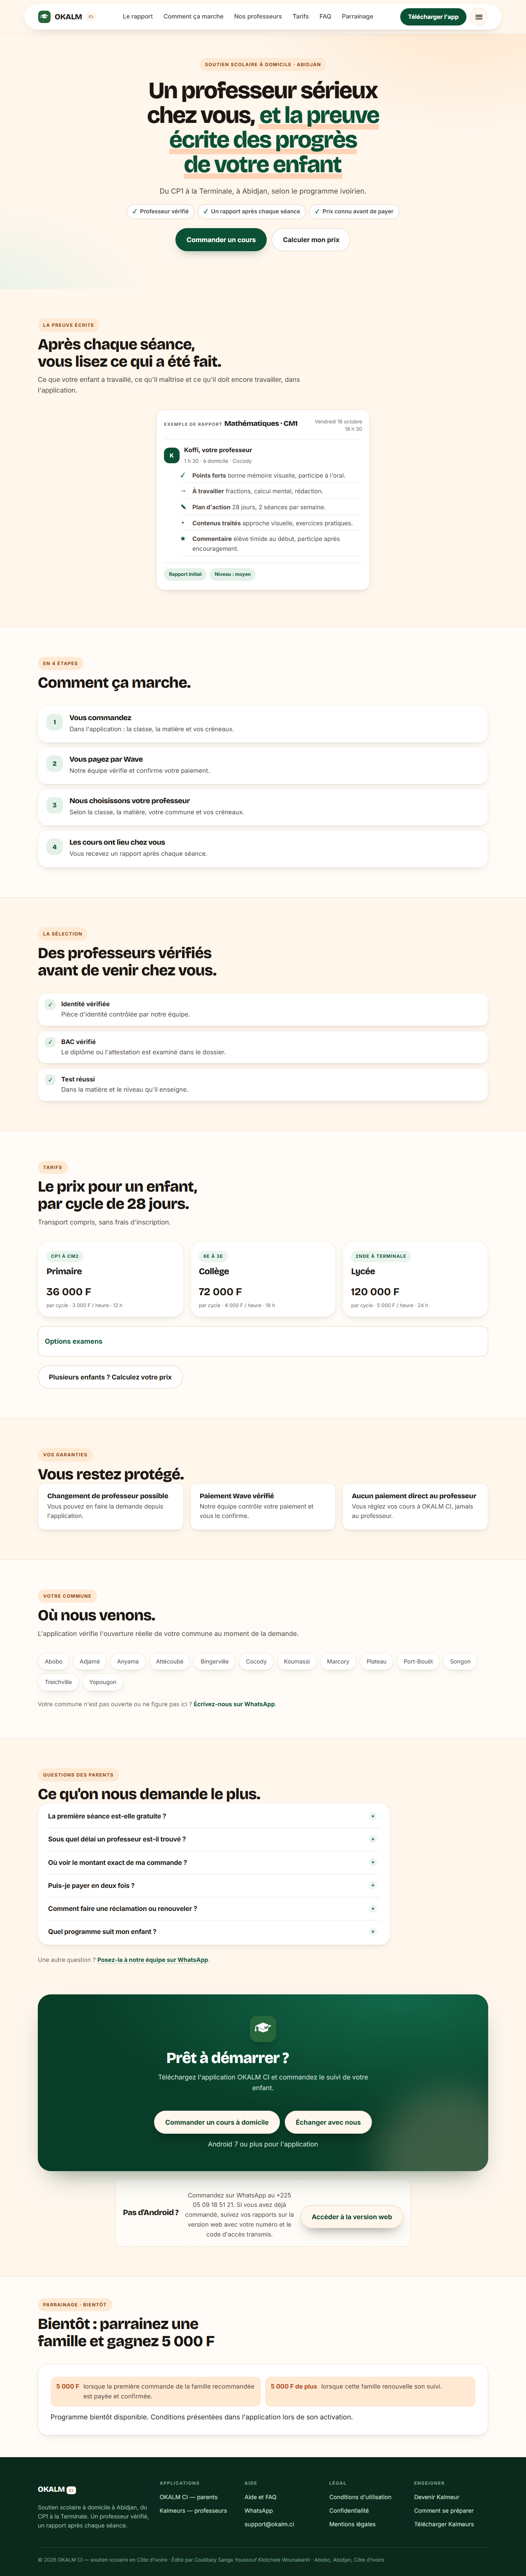 OKALM CI
Le rapport
Comment ça marche
Nos professeurs
Tarifs
FAQ
Parrainage
Télécharger l'app
SOUTIEN SCOLAIRE À DOMICILE · ABIDJAN
Un professeur sérieux
chez vous, et la preuve
écrite des progrès
de votre enfant
Du CP1 à la Terminale, à Abidjan, selon le programme ivoirien.
✓ Professeur vérifié
✓ Un rapport après chaque séance
✓ Prix connu avant de payer
Commander un cours
Calculer mon prix
LA PREUVE ÉCRITE
Après chaque séance,
vous lisez ce qui a été fait.
Ce que votre enfant a travaillé, ce qu'il maîtrise et ce qu'il doit encore travailler, dans
l'application.
EXEMPLE DE RAPPORT Mathématiques · CM1
Vendredi 16 octobre
18 h 30
K
Koffi, votre professeur
1 h 30 · à domicile · Cocody
✓ Points forts bonne mémoire visuelle, participe à l'oral.
→ À travailler fractions, calcul mental, rédaction.
Plan d'action 28 jours, 2 séances par semaine.
• Contenus traités approche visuelle, exercices pratiques.
★ Commentaire élève timide au début, participe après
encouragement.
Rapport initial
Niveau : moyen
EN 4 ÉTAPES
Comment ça marche.
1
Vous commandez
Dans l'application : la classe, la matière et vos créneaux.
2
Vous payez par Wave
Notre équipe vérifie et confirme votre paiement.
3
Nous choisissons votre professeur
Selon la classe, la matière, votre commune et vos créneaux.
4
Les cours ont lieu chez vous
Vous recevez un rapport après chaque séance.
LA SÉLECTION
Des professeurs vérifiés
avant de venir chez vous.
✓ Identité vérifiée
Pièce d'identité contrôlée par notre équipe.
✓ BAC vérifié
Le diplôme ou l'attestation est examiné dans le dossier.
✓ Test réussi
Dans la matière et le niveau qu'il enseigne.
TARIFS
Le prix pour un enfant,
par cycle de 28 jours.
Transport compris, sans frais d'inscription.
CP1 À CM2
Primaire
36 000 F
par cycle · 3 000 F / heure · 12 h
6E À 3E
Collège
72 000 F
par cycle · 4 000 F / heure · 18 h
2NDE À TERMINALE
Lycée
120 000 F
par cycle · 5 000 F / heure · 24 h
Options examens
Plusieurs enfants ? Calculez votre prix
VOS GARANTIES
Vous restez protégé.
Changement de professeur possible
Vous pouvez en faire la demande depuis
l'application.
Paiement Wave vérifié
Notre équipe contrôle votre paiement et
vous le confirme.
Aucun paiement direct au professeur
Vous réglez vos cours à OKALM CI, jamais
au professeur.
VOTRE COMMUNE
Où nous venons.
L'application vérifie l'ouverture réelle de votre commune au moment de la demande.
Abobo
Adjamé
Anyama
Attécoubé
Bingerville
Cocody
Koumassi
Marcory
Plateau
Port-Bouët
Songon
Treichville
Yopougon
Votre commune n'est pas ouverte ou ne figure pas ici ? Écrivez-nous sur WhatsApp.
QUESTIONS DES PARENTS
Ce qu'on nous demande le plus.
La première séance est-elle gratuite ? +
Sous quel délai un professeur est-il trouvé ? +
Où voir le montant exact de ma commande ? +
Puis-je payer en deux fois ? +
Comment faire une réclamation ou renouveler ? +
Quel programme suit mon enfant ? +
Une autre question ? Posez-la à notre équipe sur WhatsApp.
Prêt à démarrer ?
Téléchargez l'application OKALM CI et commandez le suivi de votre
enfant.
Commander un cours à domicile
Échanger avec nous
Android 7 ou plus pour l'application
Pas d'Android ?
Commandez sur WhatsApp au +225
05 09 18 51 21. Si vous avez déjà
commandé, suivez vos rapports sur la
version web avec votre numéro et le
code d'accès transmis.
Accéder à la version web
PARRAINAGE · BIENTÔT
Bientôt : parrainez une
famille et gagnez 5 000 F
5 000 F lorsque la première commande de la famille recommandée
est payée et confirmée.
5 000 F de plus lorsque cette famille renouvelle son suivi.
Programme bientôt disponible. Conditions présentées dans l'application lors de son activation.
OKALM CI
Soutien scolaire à domicile à Abidjan, du
CP1 à la Terminale. Un professeur vérifié,
un rapport après chaque séance.
APPLICATIONS
OKALM CI — parents
Kalmeurs — professeurs
AIDE
Aide et FAQ
WhatsApp
support@okalm.ci
LÉGAL
Conditions d'utilisation
Confidentialité
Mentions légales
ENSEIGNER
Devenir Kalmeur
Comment se préparer
Télécharger Kalmeurs
© 2026 OKALM CI — soutien scolaire en Côte d'Ivoire · Édité par Coulibaly Sanga Youssouf Klotchele Wounakanh · Abobo, Abidjan, Côte d'Ivoire